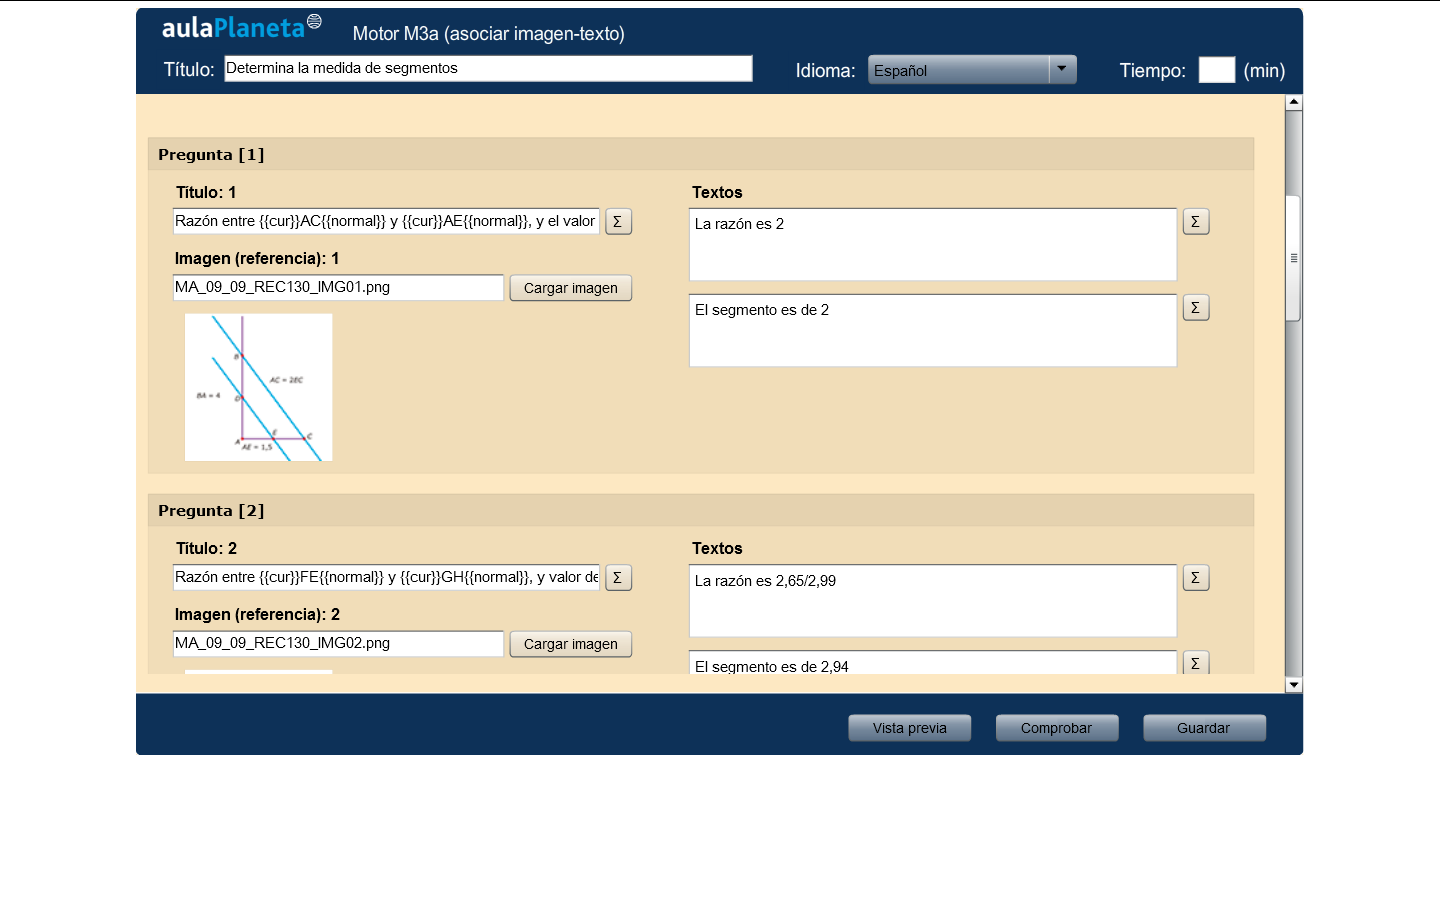 aulaPlaneta
Motor M3a (asociar imagen-texto)
Título: Determina la medida de segmentos
Idioma: Español
Tiempo: (min)
Pregunta [1]
Título: 1
Razón entre {{cur}}AC{{normal}} y {{cur}}AE{{normal}}, y el valor
Σ
Imagen (referencia): 1
MA_09_09_REC130_IMG01.png
Cargar imagen
B
AC = 2EC
BA = 4
D
A
E
C
AE = 1,5
Textos
La razón es 2
Σ
El segmento es de 2
Σ
Pregunta [2]
Título: 2
Razón entre {{cur}}FE{{normal}} y {{cur}}GH{{normal}}, y valor de
Σ
Imagen (referencia): 2
MA_09_09_REC130_IMG02.png
Cargar imagen
Textos
La razón es 2,65/2,99
Σ
El segmento es de 2,94
Σ
Vista previa
Comprobar
Guardar